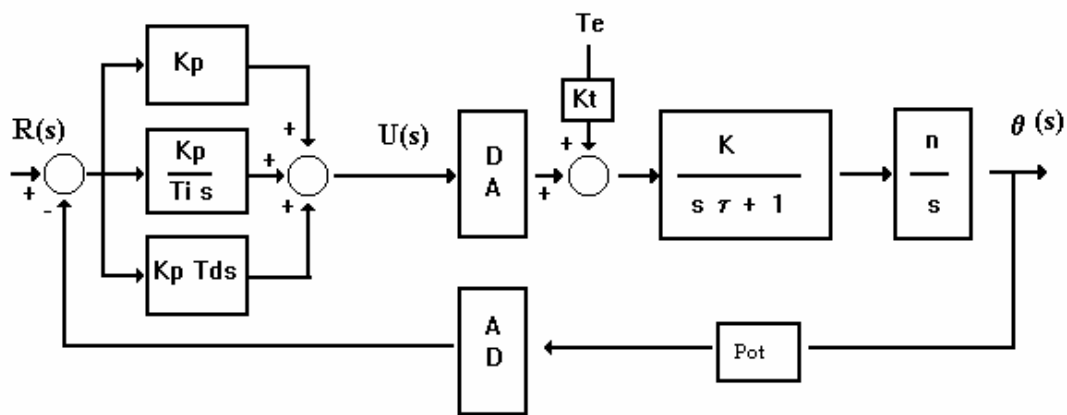 Te
Kp
Kt
R(s)
+
-
Kp
Ti s
+
+
+
U(s)
D
A
+
+
K
s τ + 1
n
s
θ (s)
Kp Tds
A
D
Pot